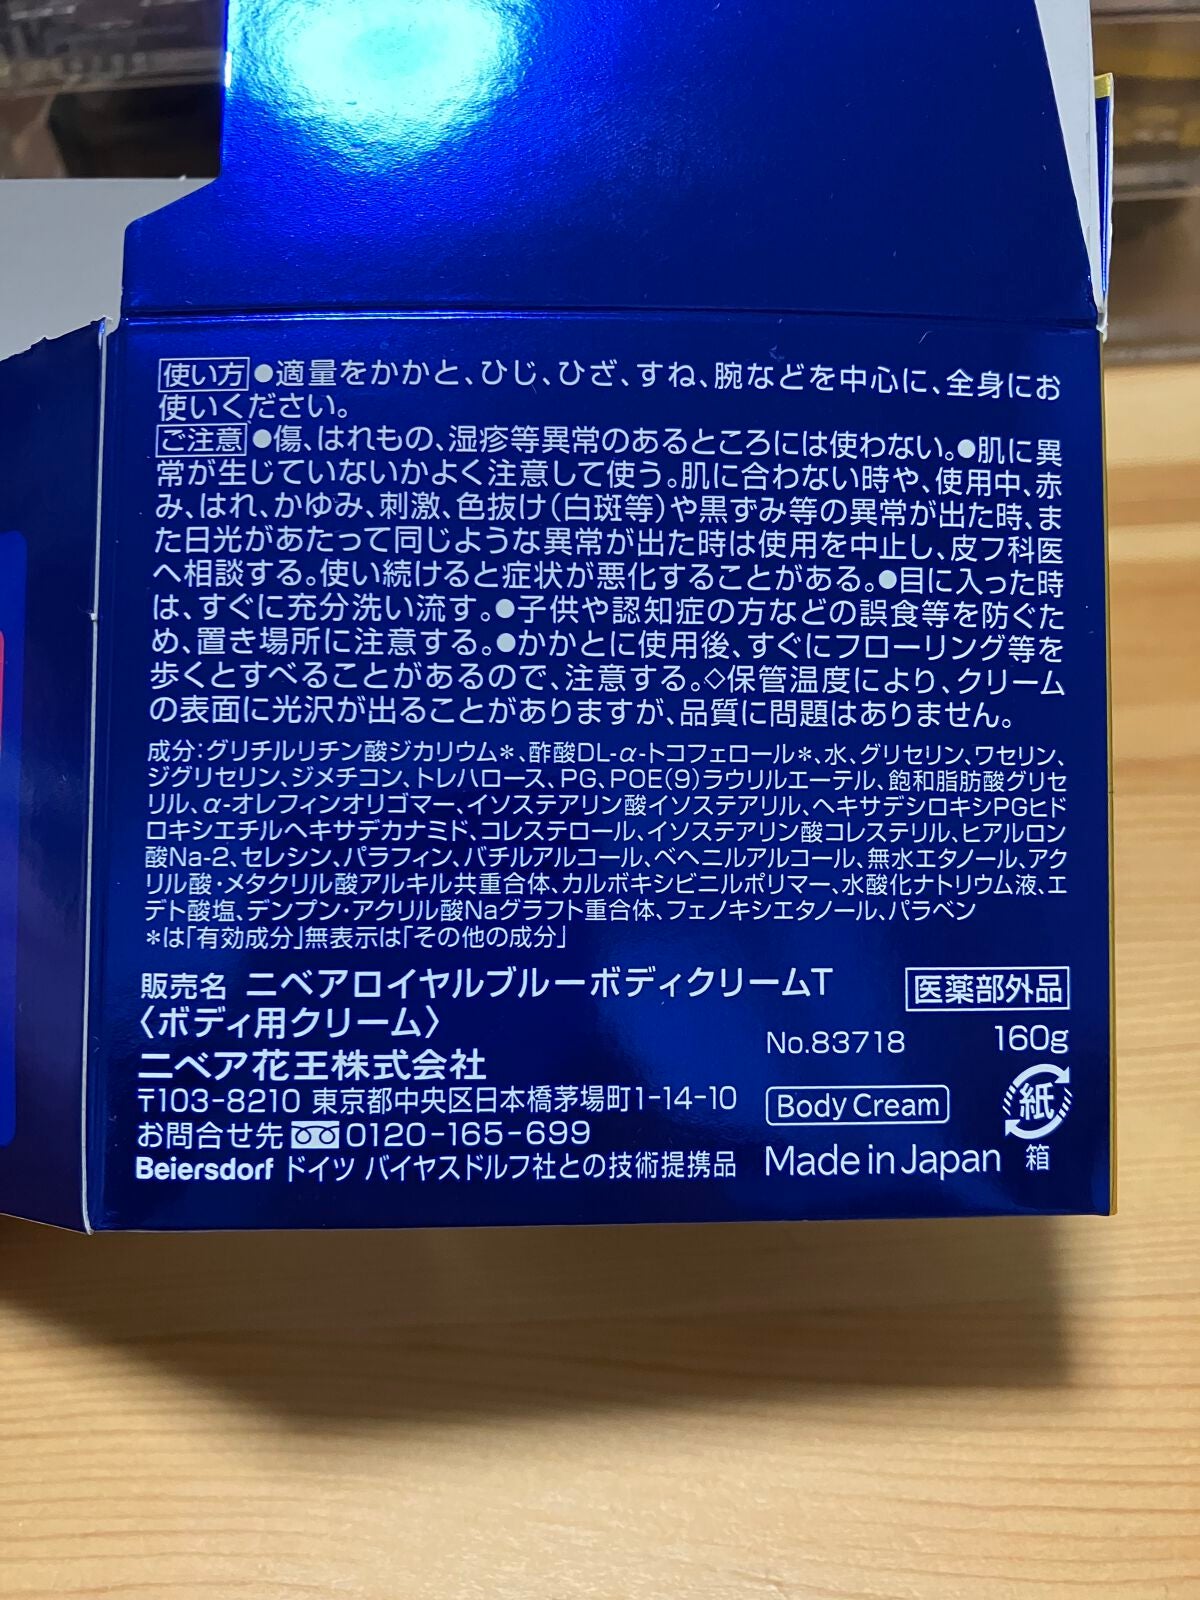 使い方 ●適量をかかと、ひじ、ひざ、すね、腕などを中心に、全身にお
使いください。
ご注意 ●傷、はれもの、湿疹等異常のあるところには使わない。●肌に異
常が生じていないかよく注意して使う。肌に合わない時や、使用中、赤
み、はれ、かゆみ、刺激、色抜け(白斑等)や黒ずみ等の異常が出た時、ま
た日光があたって同じような異常が出た時は使用を中止し、皮フ科医
へ相談する。使い続けると症状が悪化することがある。●目に入った時
は、すぐに充分洗い流す。●子供や認知症の方などの誤食等を防ぐた
め、置き場所に注意する。●かかとに使用後、すぐにフローリング等を
歩くとすべることがあるので、注意する。◇保管温度により、クリーム
の表面に光沢が出ることがありますが、品質に問題はありません。
成分:グリチルリチン酸ジカリウム*、酢酸DL-α-トコフェロール*、水、グリセリン、ワセリン、
ジグリセリン、ジメチコン、トレハロース、PG、POE(9)ラウリルエーテル、飽和脂肪酸グリセ
リル、α-オレフィンオリゴマー、イソステアリン酸イソステアリル、ヘキサデシロキシPGヒド
ロキシエチルヘキサデカナミド、コレステロール、イソステアリン酸コレステリル、ヒアルロン
酸Na-2、セレシン、パラフィン、バチルアルコール、ベヘニルアルコール、無水エタノール、アク
リル酸・メタクリル酸アルキル共重合体、カルボキシビニルポリマー、水酸化ナトリウム液、エ
デト酸塩、デンプン・アクリル酸Naグラフト重合体、フェノキシエタノール、パラベン
*は「有効成分」無表示は「その他の成分」
販売名 ニベアロイヤルブルーボディクリームT 医薬部外品
〈ボディ用クリーム〉 No.83718 160g
ニベア花王株式会社
〒103-8210 東京都中央区日本橋茅場町1-14-10 Body Cream 紙
お問合せ先 0120-165-699
Beiersdorf ドイツ バイヤスドルフ社との技術提携品 Made in Japan 箱